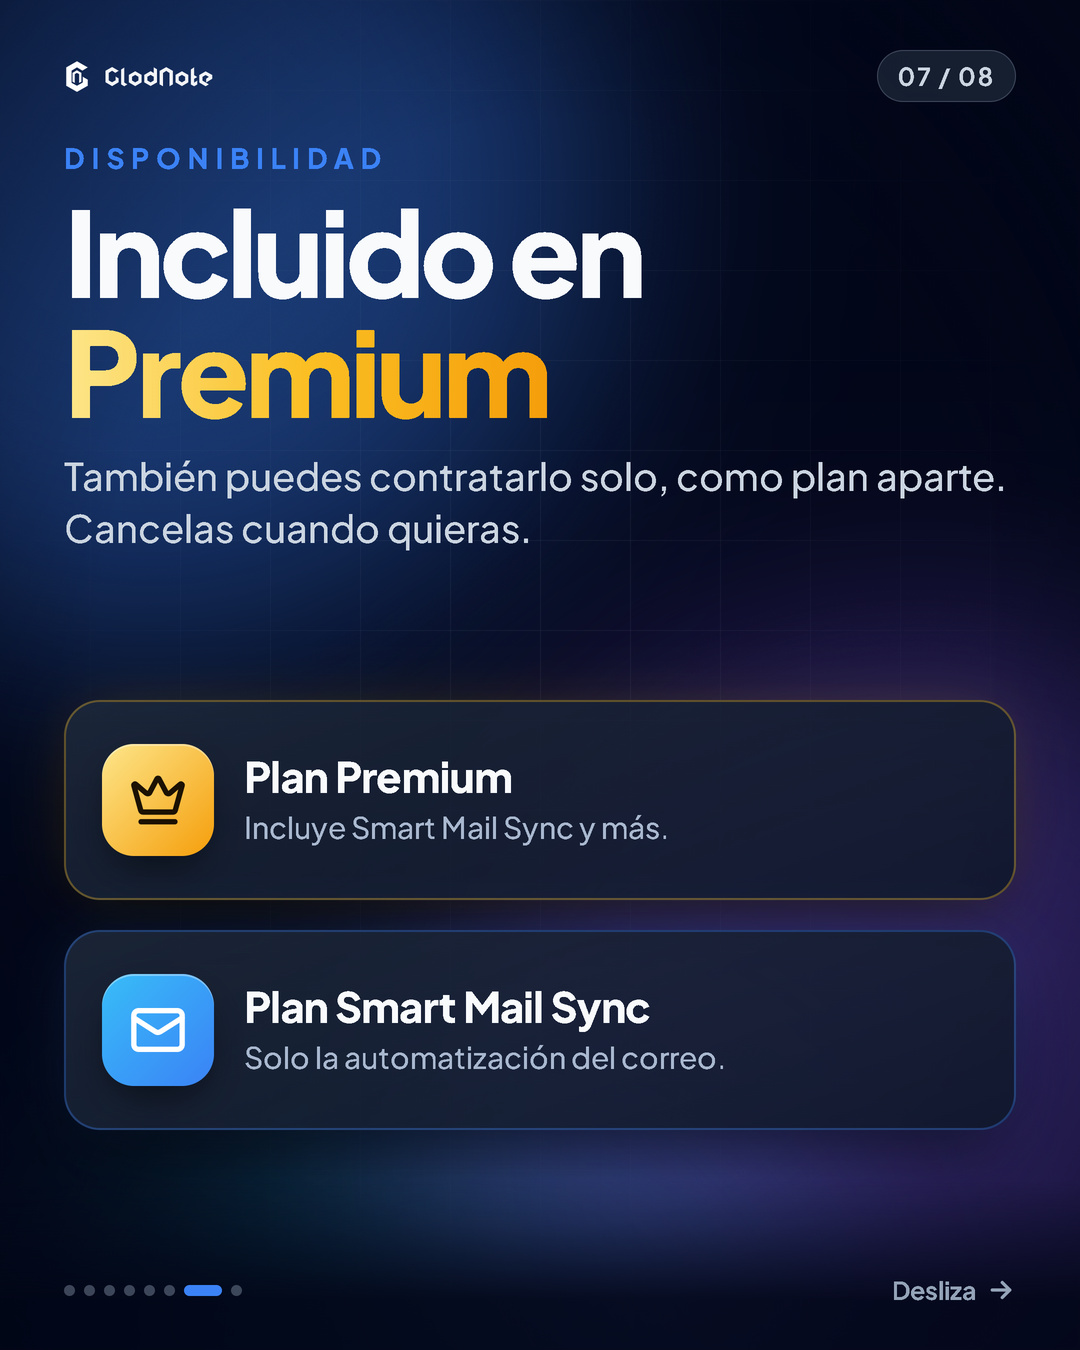 ClodNote
07 / 08
DISPONIBILIDAD
Incluido en
Premium
También puedes contratarlo solo, como plan aparte.
Cancelas cuando quieras.
Plan Premium
Incluye Smart Mail Sync y más.
Plan Smart Mail Sync
Solo la automatización del correo.
Desliza →